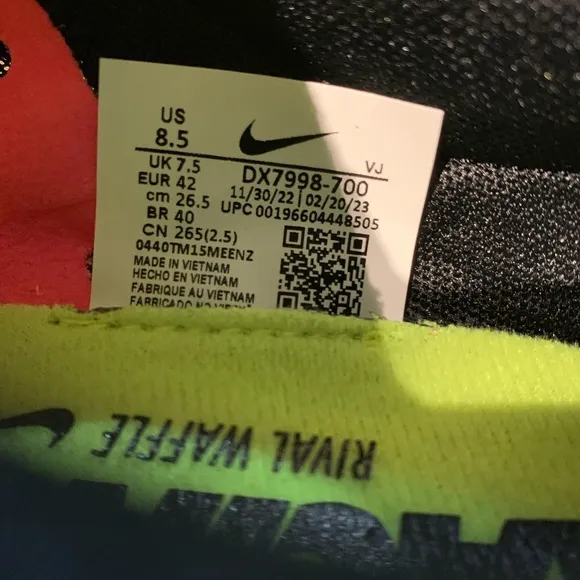 US
8.5
VJ
UK 7.5
DX7998-700
EUR 42
11/30/22 | 02/20/23
cm 26.5
UPC 00196604448505
BR 40
CN 265(2.5)
0440TM15MEENZ
MADE IN VIETNAM
HECHO EN VIETNAM
FABRIQUE AU VIETNAM
FABRICADO NO VIETNAM
RIVAL WAFFLE